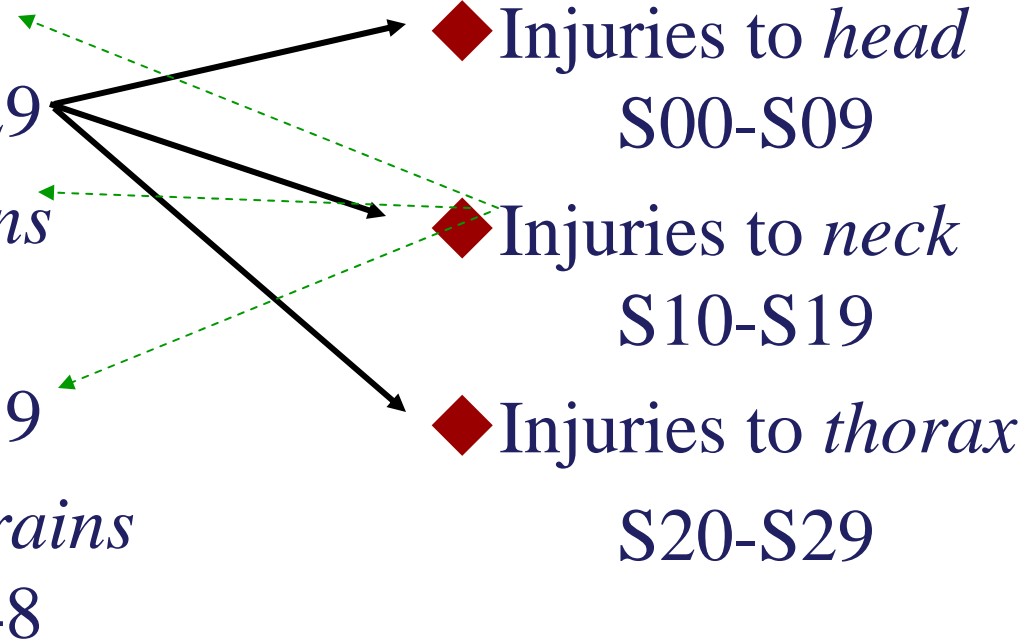 Injuries to head
S00-S09
Injuries to neck
S10-S19
Injuries to thorax
S20-S29